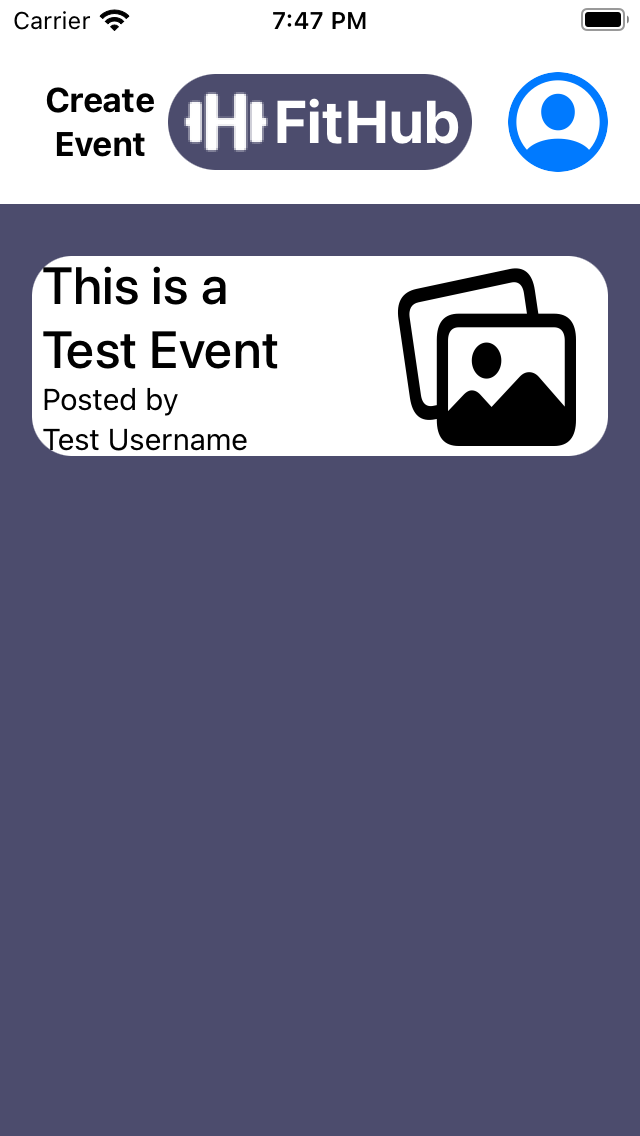 Carrier 7:47 PM
Create
Event
FitHub
This is a
Test Event
Posted by
Test Username